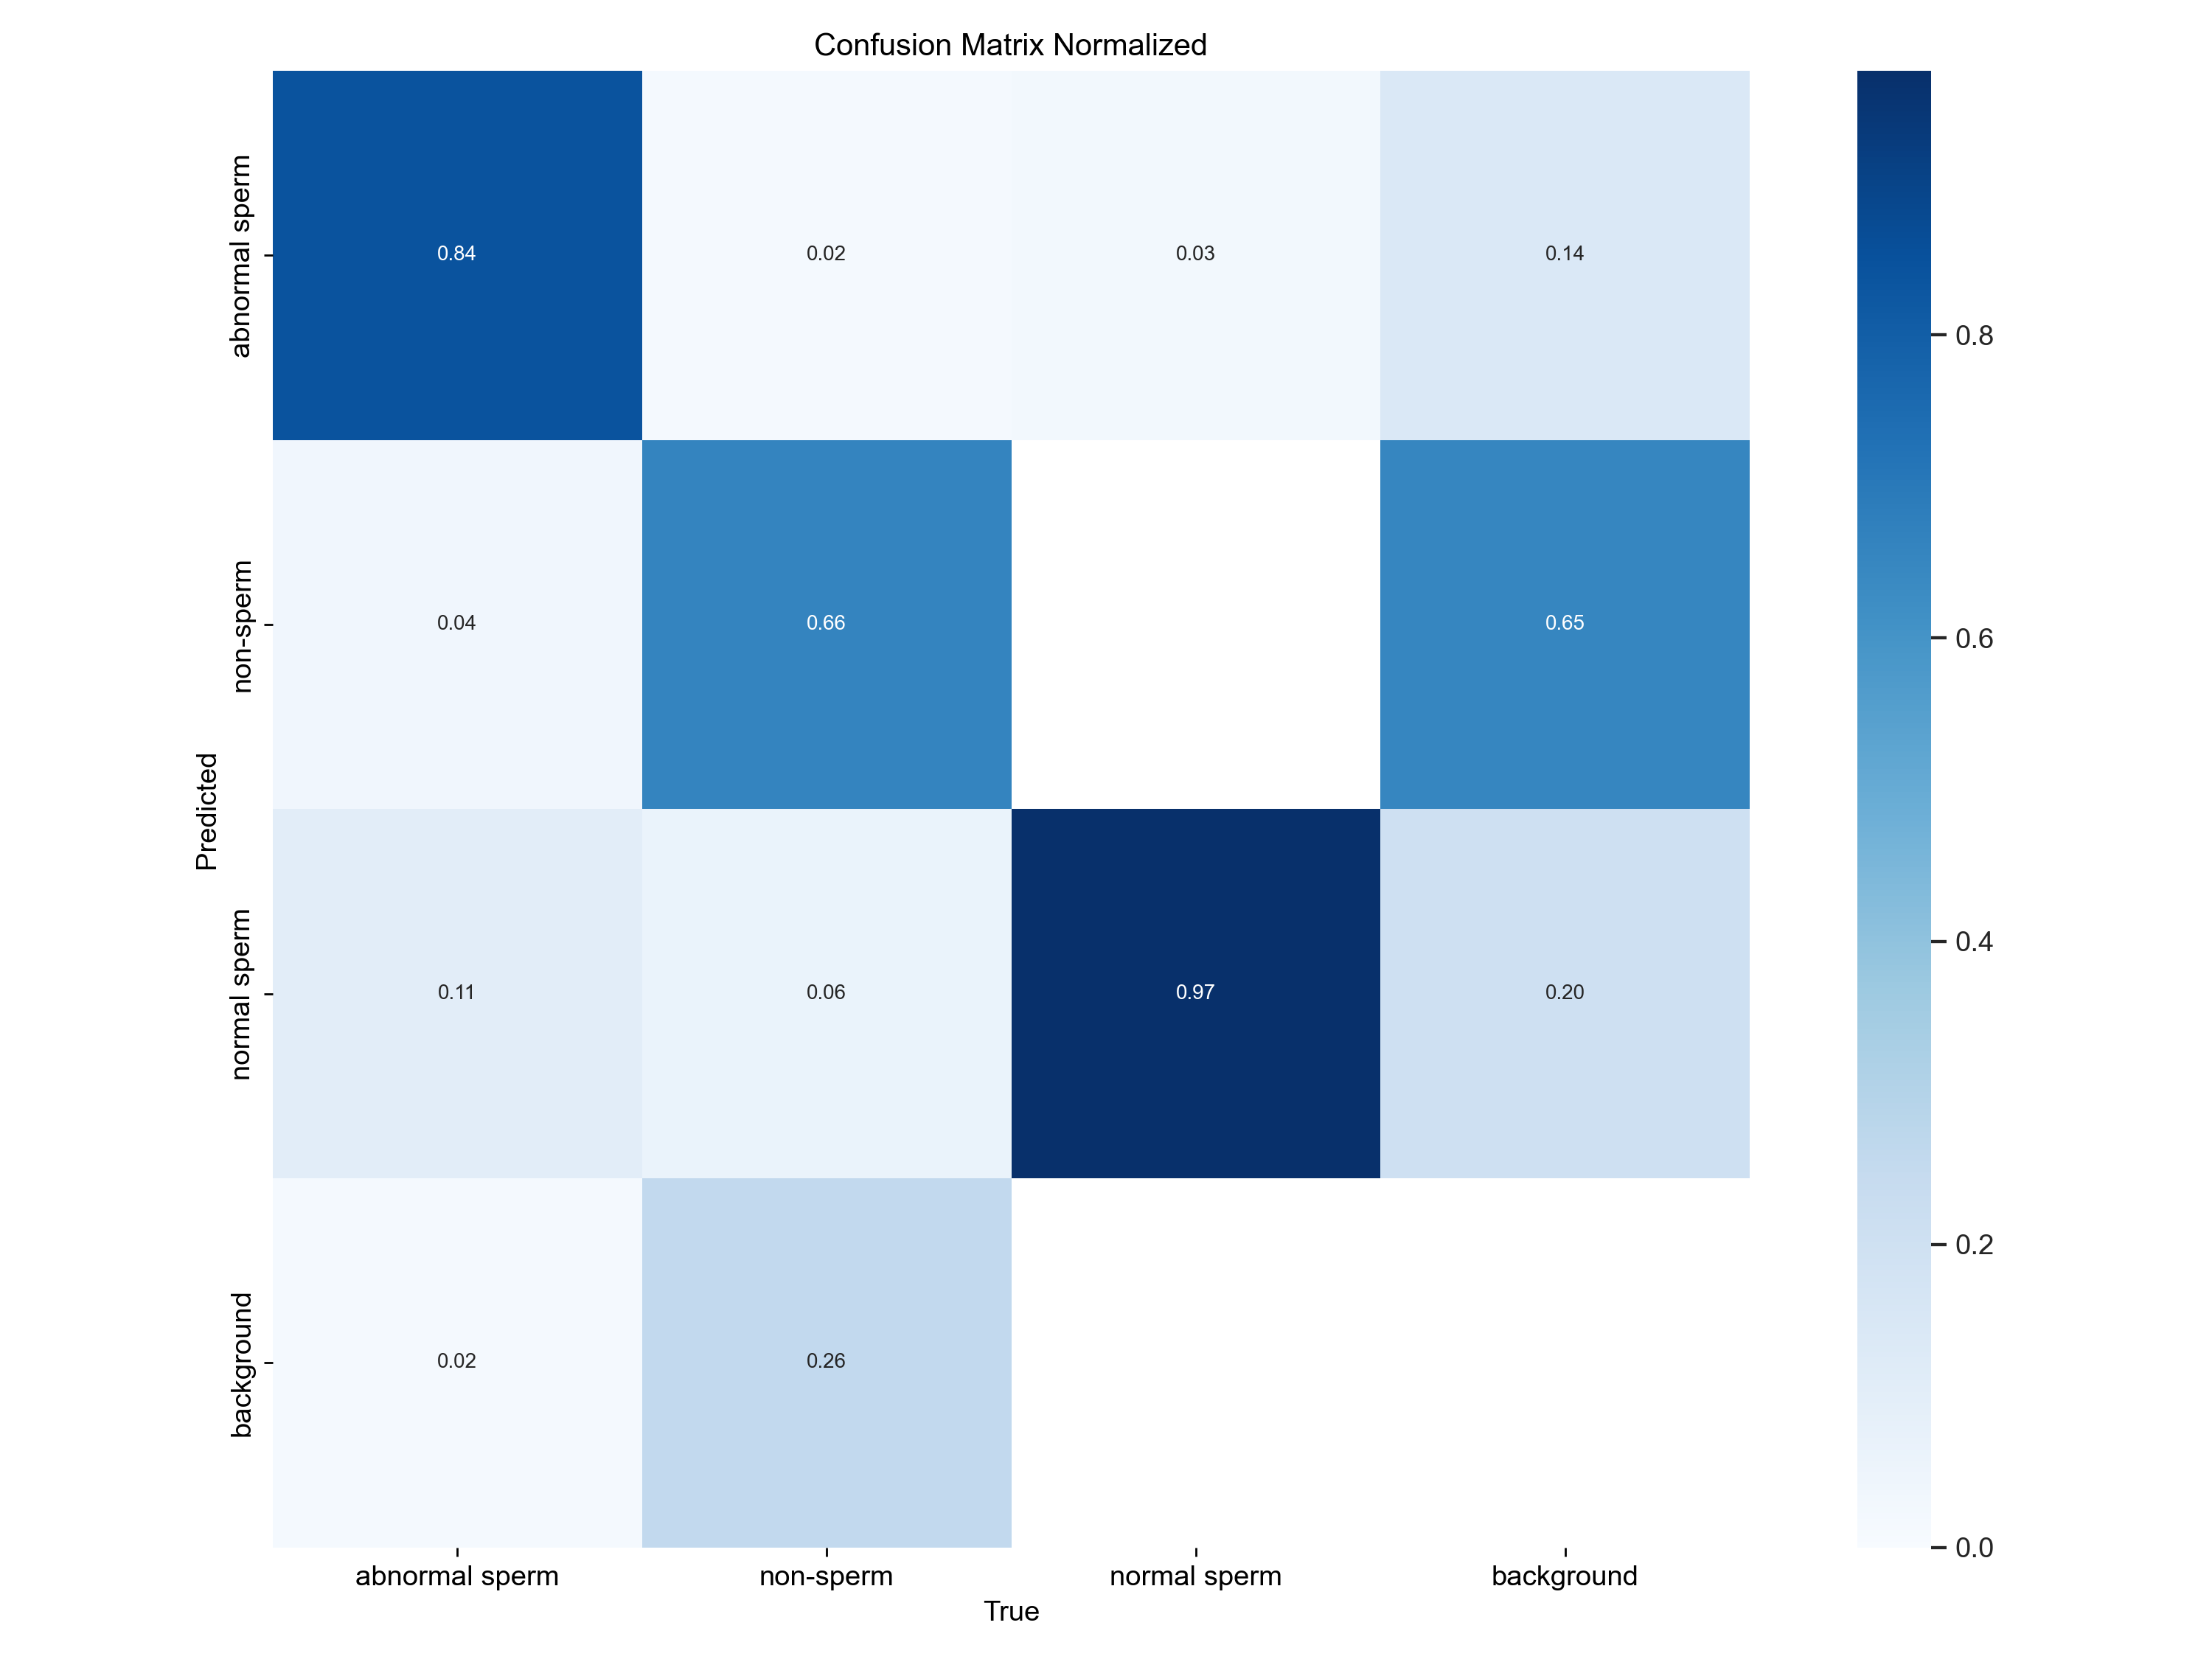 Confusion Matrix Normalized
abnormal sperm
0.84
0.02
0.03
0.14
non-sperm
0.04
0.66
0.65
normal sperm
0.11
0.06
0.97
0.20
background
0.02
0.26
Predicted
abnormal sperm
non-sperm
normal sperm
background
True
0.8
0.6
0.4
0.2
0.0